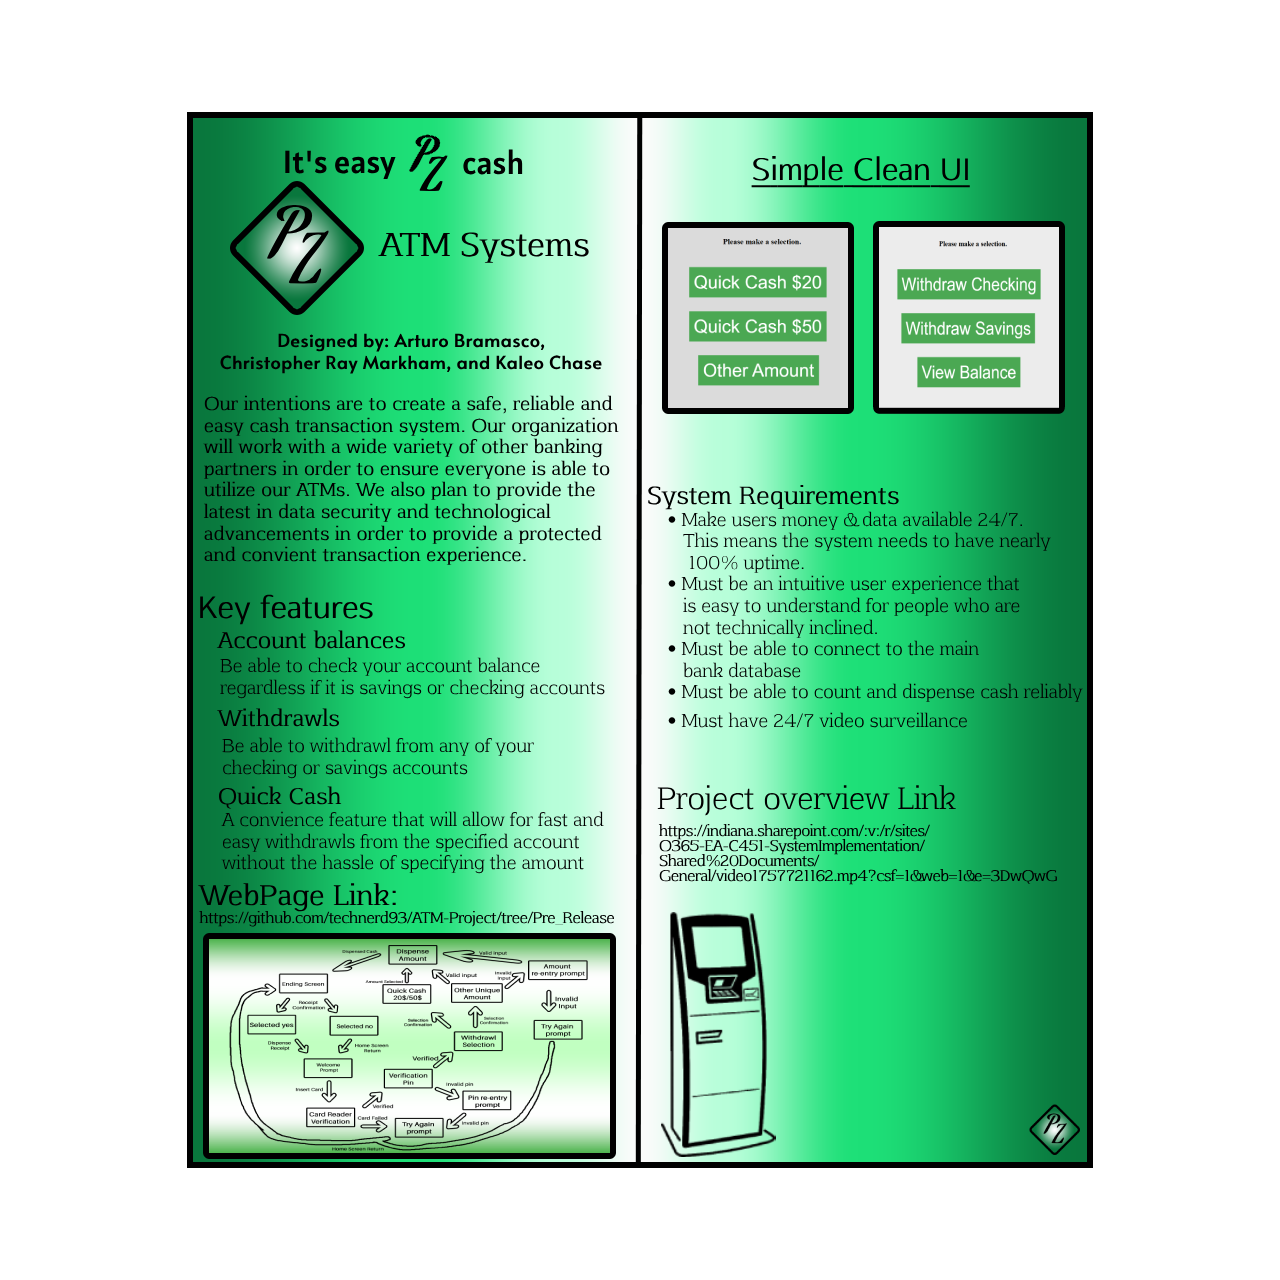 It's easy PZ cash
PZ
ATM Systems
Designed by: Arturo Bramasco,
Christopher Ray Markham, and Kaleo Chase
Our intentions are to create a safe, reliable and
easy cash transaction system. Our organization
will work with a wide variety of other banking
partners in order to ensure everyone is able to
utilize our ATMs. We also plan to provide the
latest in data security and technological
advancements in order to provide a protected
and convient transaction experience.
Key features
Account balances
Be able to check your account balance
regardless if it is savings or checking accounts
Withdrawls
Be able to withdrawl from any of your
checking or savings accounts
Quick Cash
A convience feature that will allow for fast and
easy withdrawls from the specified account
without the hassle of specifying the amount
WebPage Link:
https://github.com/technerd93/ATM-Project/tree/Pre_Release
Dispensed Cash
Dispense
Amount
Valid input
Ending Screen
Amount Selected
Valid input
Invalid
input
Amount
re-entry prompt
Quick Cash
20$/50$
Other Unique
Amount
Receipt
Confirmation
Invalid
Input
Selected yes
Selected no
Selection
Confirmation
Selection
Confirmation
Try Again
prompt
Dispense
Receipt
Home Screen
Return
Withdrawl
Selection
Welcome
Prompt
Verified
Verification
Pin
Insert Card
Invalid pin
Verified
Pin re-entry
prompt
Card Reader
Verification
Card Failed
Try Again
prompt
Invalid pin
Home Screen Return
Simple Clean UI
Please make a selection.
Quick Cash $20
Quick Cash $50
Other Amount
Please make a selection.
Withdraw Checking
Withdraw Savings
View Balance
System Requirements
• Make users money & data available 24/7.
This means the system needs to have nearly
100% uptime.
• Must be an intuitive user experience that
is easy to understand for people who are
not technically inclined.
• Must be able to connect to the main
bank database
• Must be able to count and dispense cash reliably
• Must have 24/7 video surveillance
Project overview Link
https://indiana.sharepoint.com/:v:/r/sites/
O365-EA-C451-SystemImplementation/
Shared%20Documents/
General/video1757721162.mp4?csf=1&web=1&e=3DwQwG
PZ